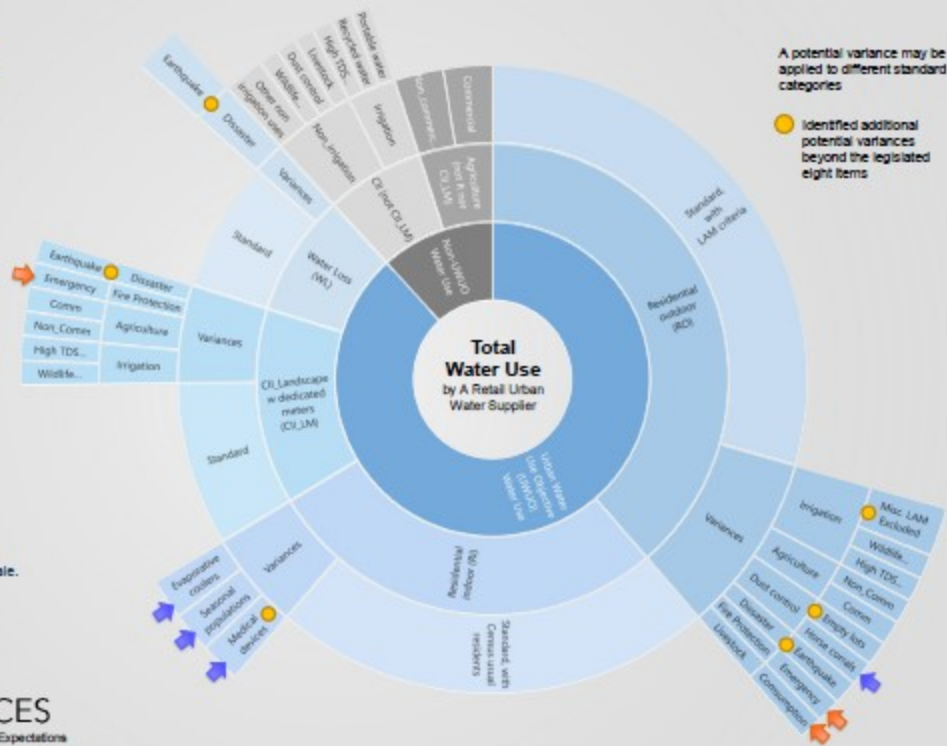 A potential variance may be
applied to different standard
categories
Identified additional
potential variances
beyond the legislated
eight items
Total
Water Use
by A Retail Urban
Water Supplier
Non-UWUO
Water Use
Urban Water
Use Objective
(UWUO)
Water Use
Agriculture
(not R not
CII_LM)
Commercial
Non_commerc...
CII (not CII_LM)
Irrigation
Portable water
Recycled water
High TDS...
Non_irrigation
Livestock
Dust control
Wildlife...
Other non
irrigation uses
Water Loss
(WL)
Variances
Disaster
Earthquake
Standard
CII_Landscape
w dedicated
meters
(CII_LM)
Variances
Disaster
Earthquake
Fire Protection
Emergency
Agriculture
Comm
Non_Comm
Irrigation
High TDS...
Wildlife...
Standard
Residential
Indoor (RI)
Variances
Evaporative
coolers
Seasonal
populations
Medical
devices
Standard, with
Census usual
residents
Residential
outdoor
(RO)
Standard,
with
LAM criteria
Variances
Irrigation
Misc. LAM
Excluded
Wildlife...
High TDS...
Agriculture
Non_Comm
Comm
Dust control
Empty lots
Horse corrals
Disaster
Earthquake
Fire Protection
Emergency
Livestock
Consumption
ale.
CES
Expectations